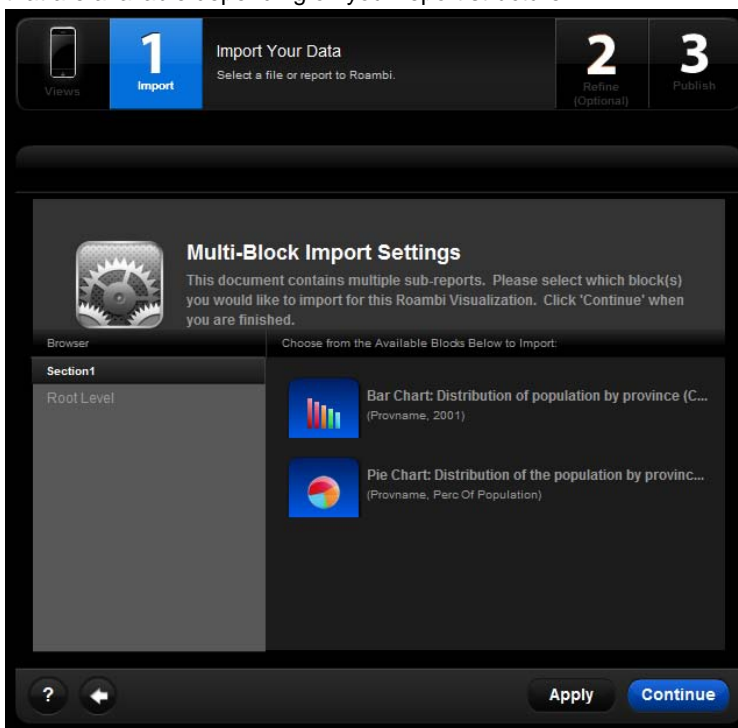 Views
1
Import
Import Your Data
Select a file or report to Roambi.
2
Refine
(Optional)
3
Publish
Multi-Block Import Settings
This document contains multiple sub-reports. Please select which block(s)
you would like to import for this Roambi Visualization. Click 'Continue' when
you are finished.
Browser
Choose from the Available Blocks Below to Import:
Section1
Root Level
Bar Chart: Distribution of population by province (C...
(Provname, 2001)
Pie Chart: Distribution of the population by provinc...
(Provname, Perc Of Population)
?
Apply
Continue